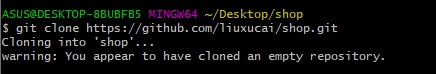 ASUS@DESKTOP-8BUBFB5 MINGW64 ~/Desktop/shop
$ git clone https://github.com/liuxucai/shop.git
Cloning into 'shop'...
warning: You appear to have cloned an empty repository.